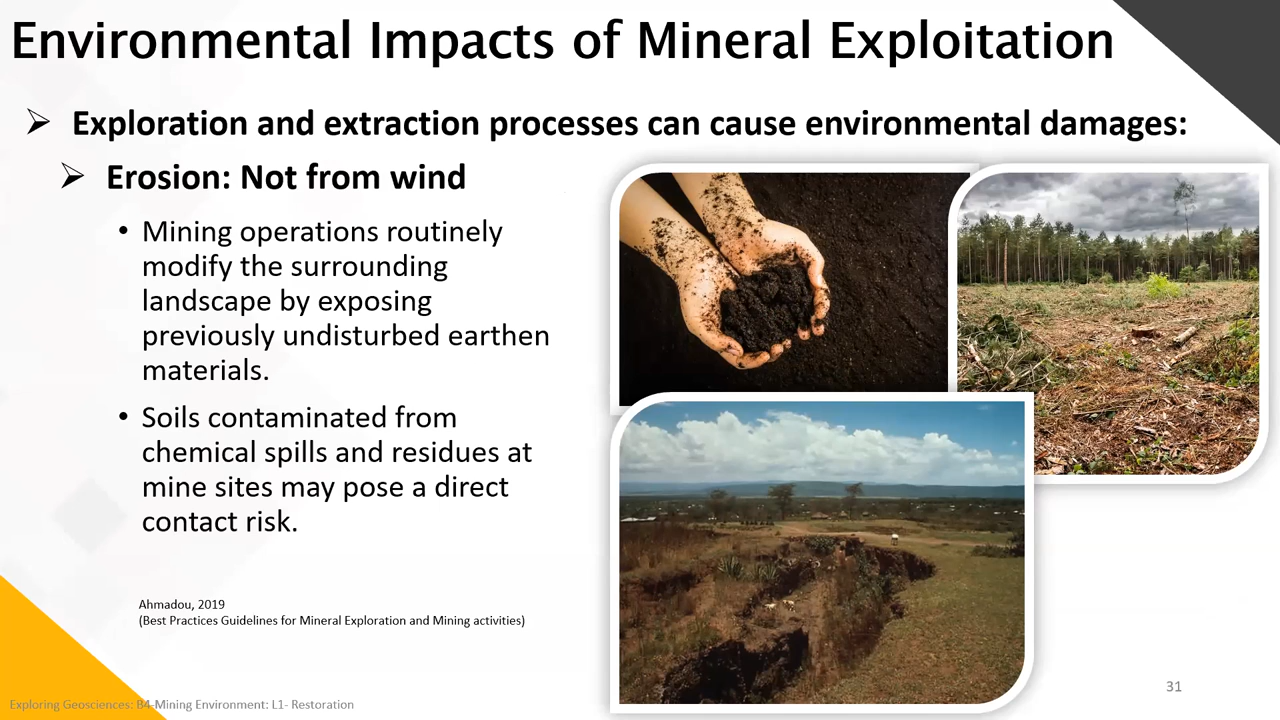 Environmental Impacts of Mineral Exploitation
➢ Exploration and extraction processes can cause environmental damages:
➢ Erosion: Not from wind
• Mining operations routinely
modify the surrounding
landscape by exposing
previously undisturbed earthen
materials.
• Soils contaminated from
chemical spills and residues at
mine sites may pose a direct
contact risk.
Ahmadou, 2019
(Best Practices Guidelines for Mineral Exploration and Mining activities)
31
Exploring Geosciences: B4-Mining Environment: L1- Restoration